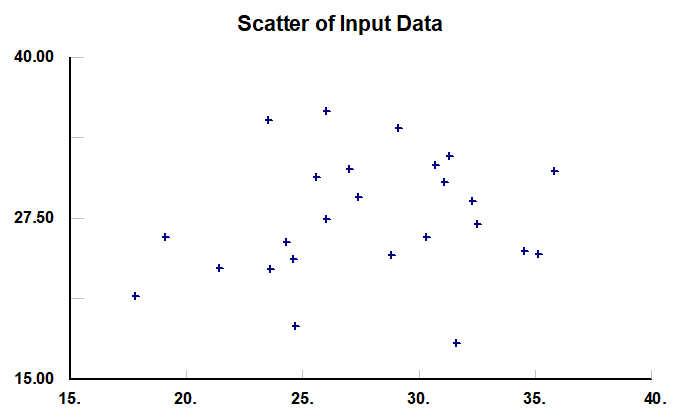 Scatter of Input Data
40.00
27.50
15.00
15. 20. 25. 30. 35. 40.